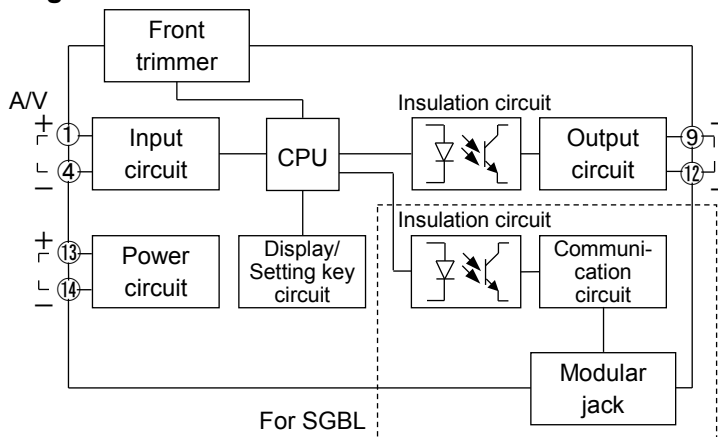 Front
trimmer
A/V
+
1
4
−
Input
circuit
CPU
Insulation circuit
Output
circuit
9
12
+
13
14
−
Power
circuit
Display/
Setting key
circuit
Insulation circuit
Communi-
cation
circuit
Modular
jack
For SGBL